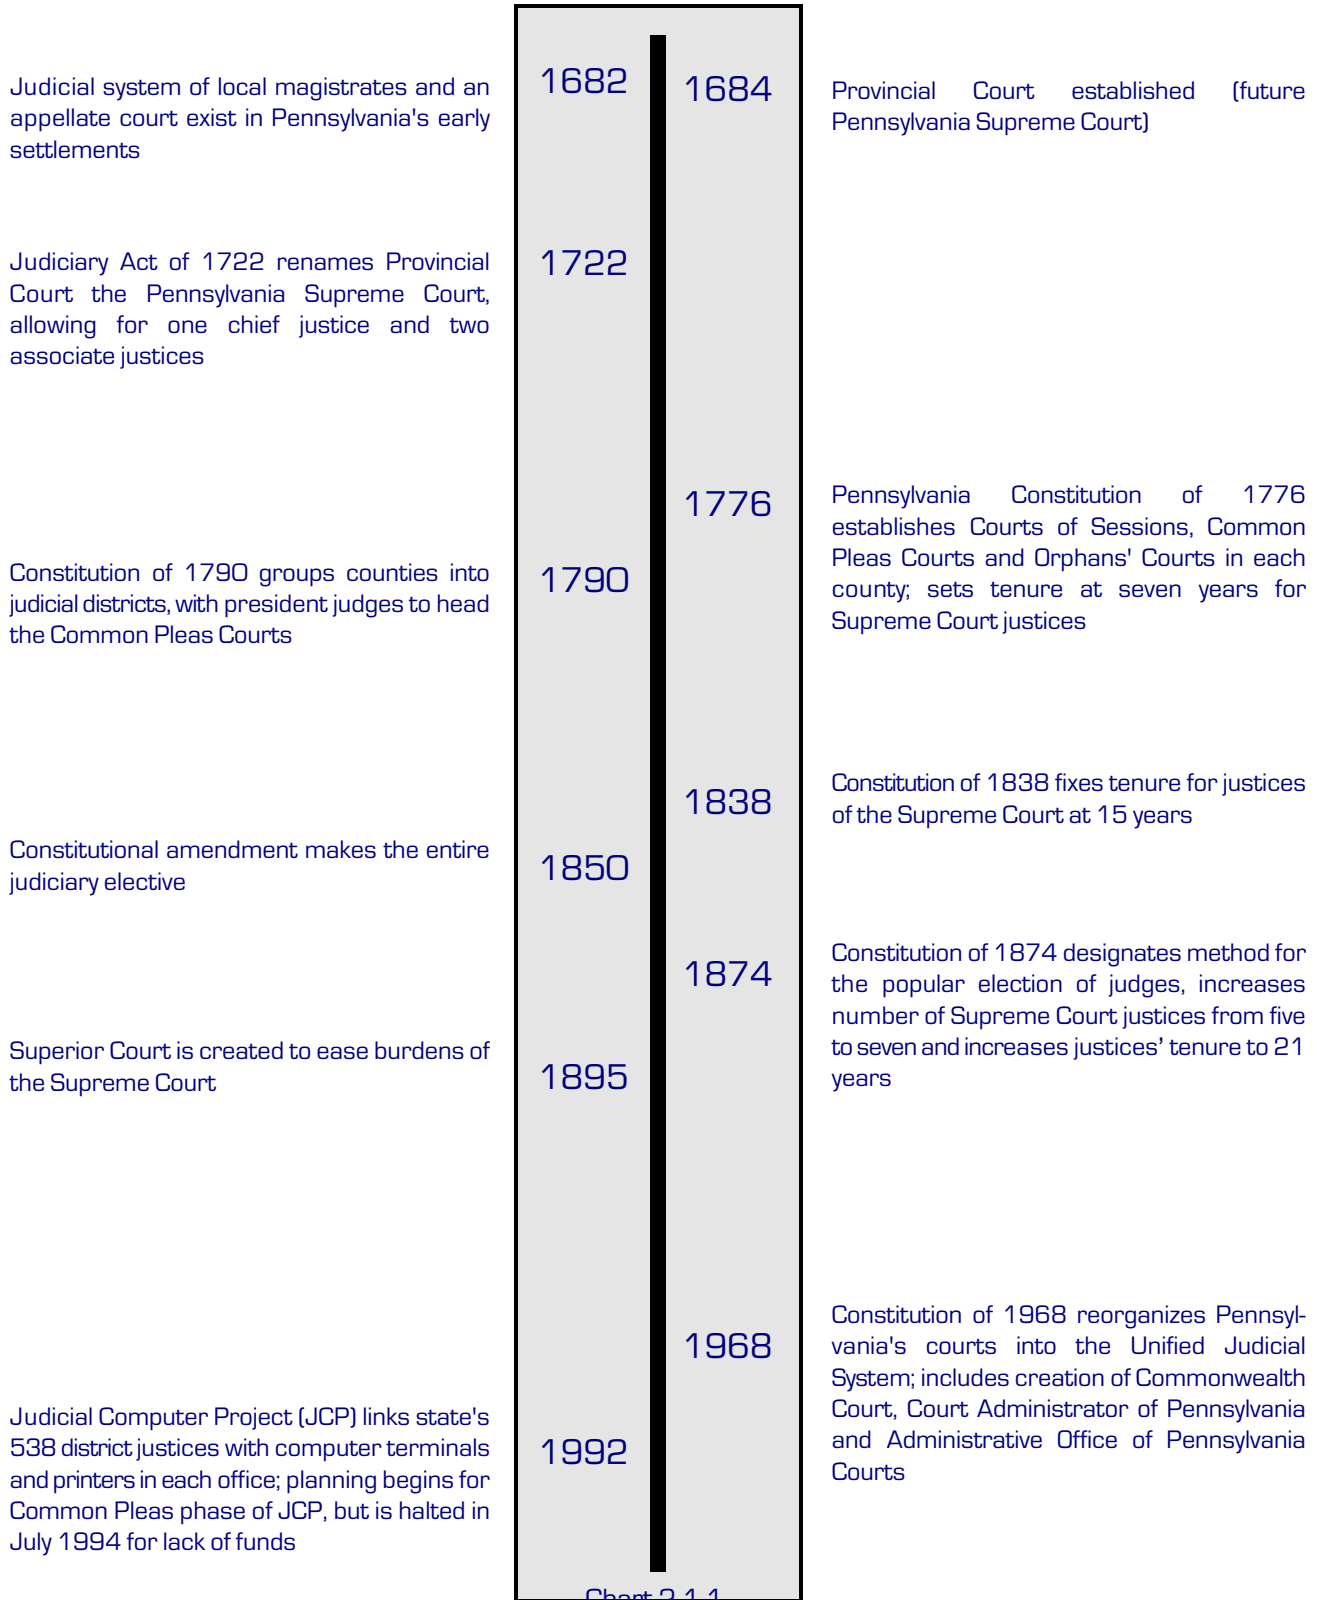 1682
Judicial system of local magistrates and an
appellate court exist in Pennsylvania's early
settlements
1684
Provincial Court established (future
Pennsylvania Supreme Court)
1722
Judiciary Act of 1722 renames Provincial
Court the Pennsylvania Supreme Court,
allowing for one chief justice and two
associate justices
1776
Pennsylvania Constitution of 1776
establishes Courts of Sessions, Common
Pleas Courts and Orphans' Courts in each
county; sets tenure at seven years for
Supreme Court justices
1790
Constitution of 1790 groups counties into
judicial districts, with president judges to head
the Common Pleas Courts
1838
Constitution of 1838 fixes tenure for justices
of the Supreme Court at 15 years
1850
Constitutional amendment makes the entire
judiciary elective
1874
Constitution of 1874 designates method for
the popular election of judges, increases
number of Supreme Court justices from five
to seven and increases justices’ tenure to 21
years
1895
Superior Court is created to ease burdens of
the Supreme Court
1968
Constitution of 1968 reorganizes Pennsyl-
vania's courts into the Unified Judicial
System; includes creation of Commonwealth
Court, Court Administrator of Pennsylvania
and Administrative Office of Pennsylvania
Courts
1992
Judicial Computer Project (JCP) links state's
538 district justices with computer terminals
and printers in each office; planning begins for
Common Pleas phase of JCP, but is halted in
July 1994 for lack of funds
Chart